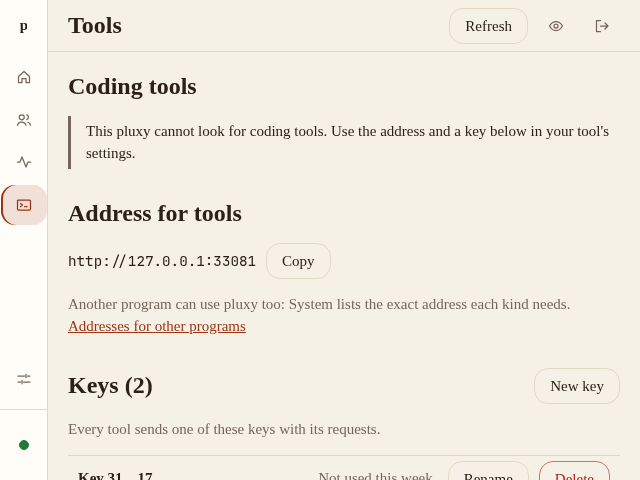 p
Tools
Refresh
Coding tools
This pluxy cannot look for coding tools. Use the address and a key below in your tool's
settings.
Address for tools
http://127.0.0.1:33081
Copy
Another program can use pluxy too: System lists the exact address each kind needs.
Addresses for other programs
Keys (2)
New key
Every tool sends one of these keys with its requests.
Not used this week
Rename
Delete